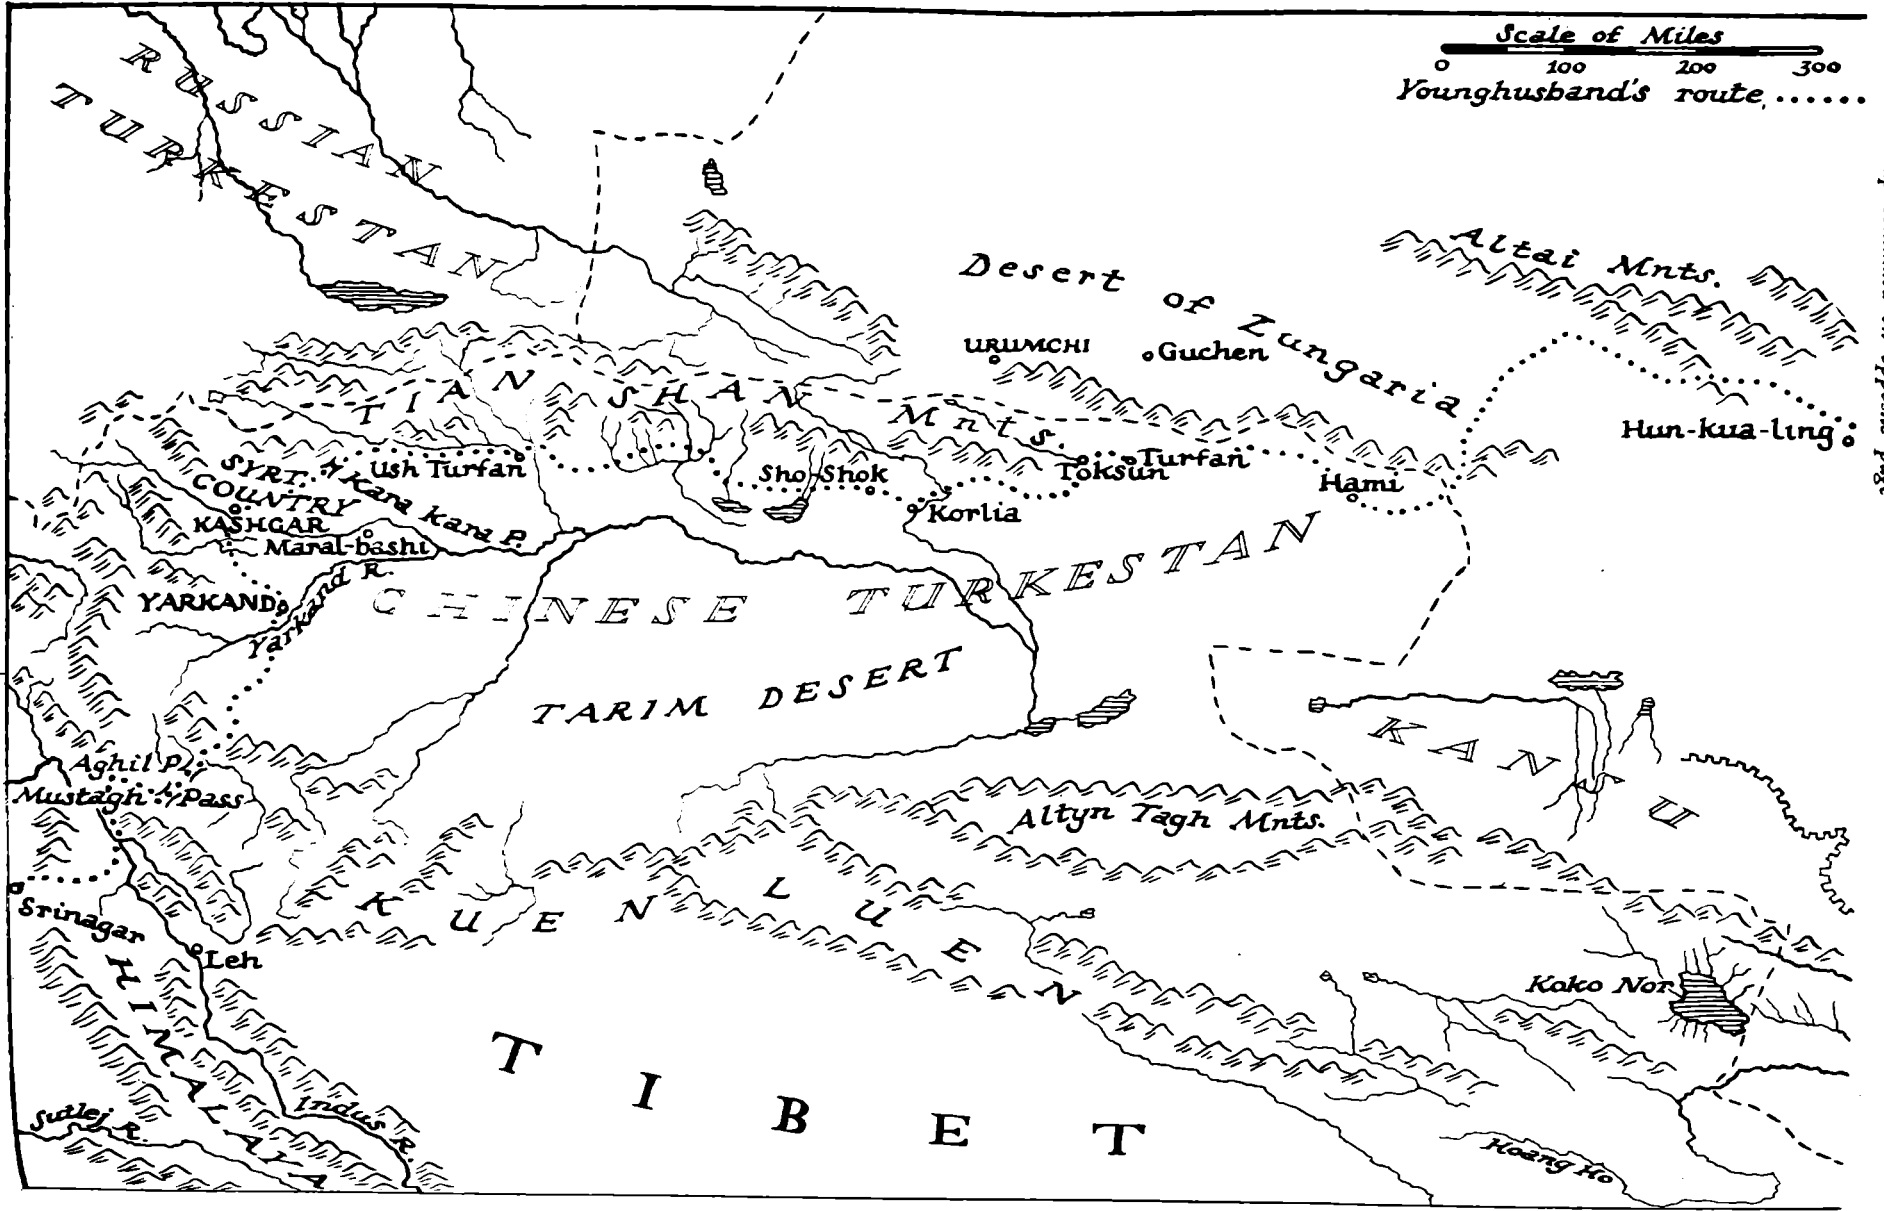 Scale of Miles
0 100 200 300
Younghusband's route
RUSSIAN
TURKESTAN
Altai Mnts.
Desert of Zungaria
URUMCHI
Guchen
Hun-kua-ling
TIAN SHAN Mnts.
Turfan
Toksun
Hami
Ush Turfan
Sho-Shok
Korlia
SYRT.
COUNTRY
Kara Kara P.
KASHGAR
Maral-bashi
YARKAND
Yarkand R.
CHINESE TURKESTAN
TARIM DESERT
KANSU
Aghil P.
Mustagh Pass
Altyn Tagh Mnts.
KUEN LUEN
Srinagar
Leh
HIMALAYA
Koko Nor
TIBET
Indus R.
Sutlej R.
Hoang Ho